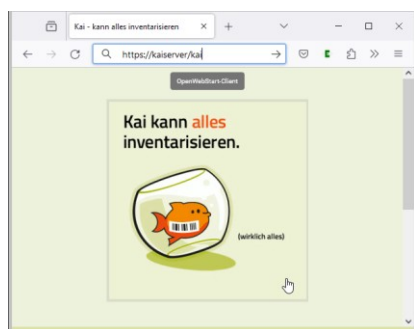 Kai - kann alles inventarisieren
https://kaiserver/kai
OpenWebStart-Client
Kai kann alles
inventarisieren.
(wirklich alles)